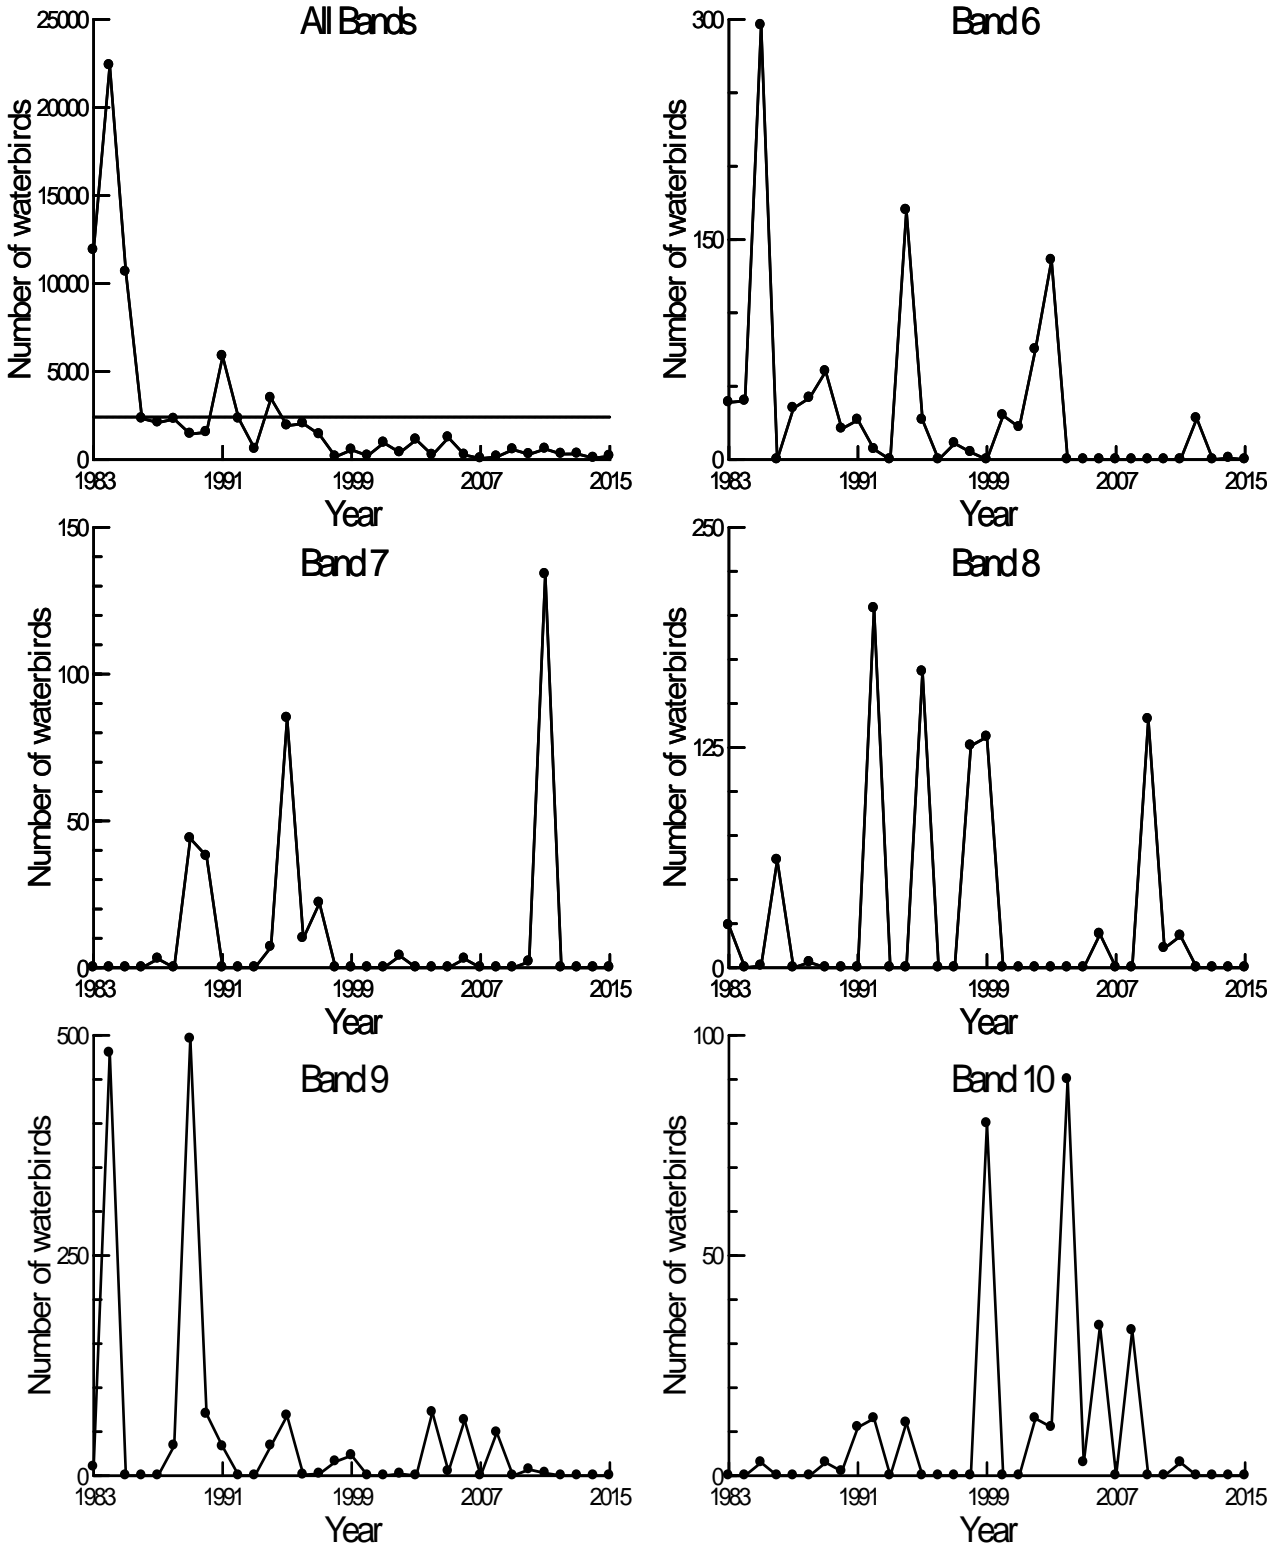 All Bands
Number of waterbirds
25000
20000
15000
10000
5000
0
1983
1991
1999
2007
2015
Year
Band 6
Number of waterbirds
300
150
0
1983
1991
1999
2007
2015
Year
Band 7
Number of waterbirds
150
100
50
0
1983
1991
1999
2007
2015
Year
Band 8
Number of waterbirds
250
125
0
1983
1991
1999
2007
2015
Year
Band 9
Number of waterbirds
500
250
0
1983
1991
1999
2007
2015
Year
Band 10
Number of waterbirds
100
50
0
1983
1991
1999
2007
2015
Year